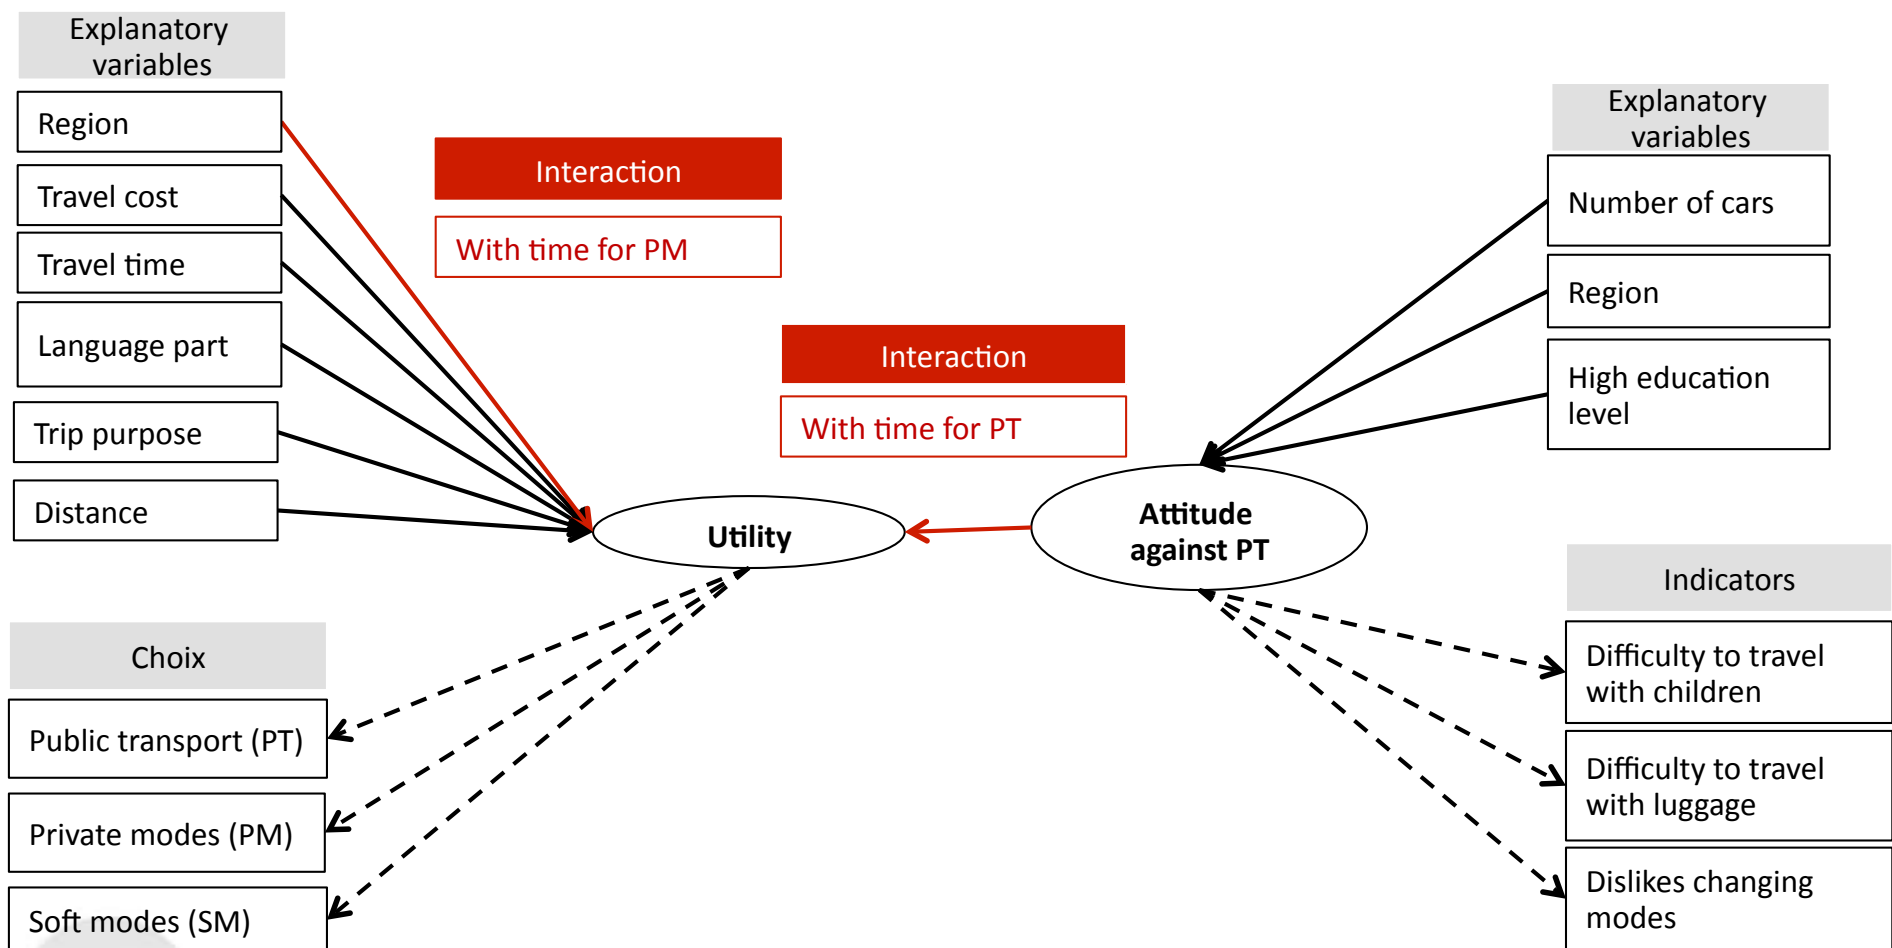 Explanatory
variables
Region
Travel cost
Travel time
Language part
Trip purpose
Distance
Interaction
With time for PM
Interaction
With time for PT
Explanatory
variables
Number of cars
Region
High education
level
Utility
Attitude
against PT
Choix
Public transport (PT)
Private modes (PM)
Soft modes (SM)
Indicators
Difficulty to travel
with children
Difficulty to travel
with luggage
Dislikes changing
modes